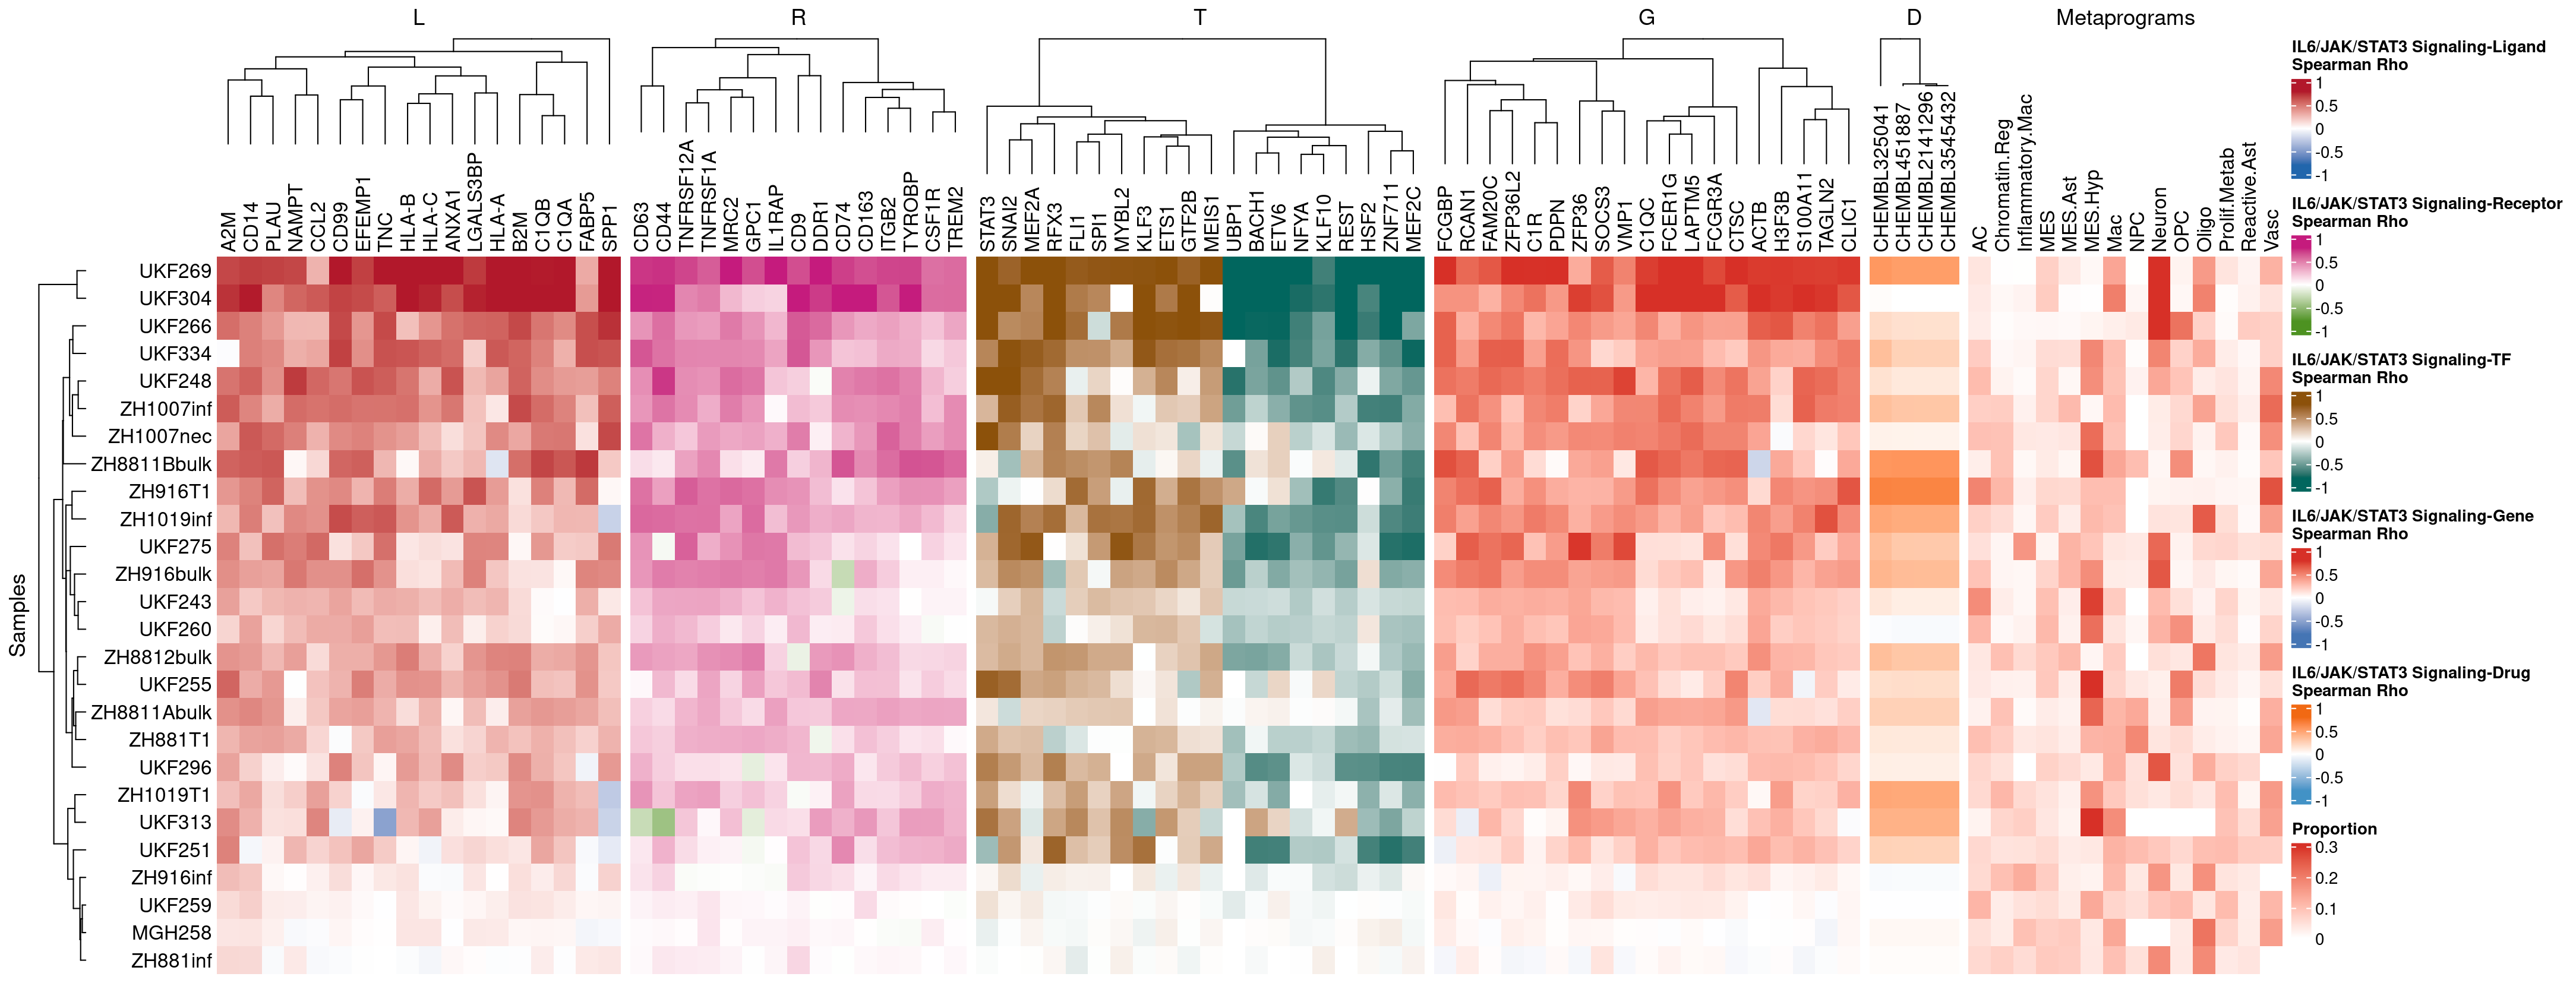 L
R
T
G
D
Metaprograms
A2M
CD14
PLAU
NAMPT
CCL2
CD99
EFEMP1
TNC
HLA-B
HLA-C
ANXA1
LGALS3BP
HLA-A
B2M
C1QB
C1QA
FABP5
SPP1
CD63
CD44
TNFRSF12A
TNFRSF1A
MRC2
GPC1
IL1RAP
CD9
DDR1
CD74
CD163
ITGB2
TYROBP
CSF1R
TREM2
STAT3
SNAI2
MEF2A
RFX3
FLI1
SPI1
MYBL2
KLF3
ETS1
GTF2B
MEIS1
UBP1
BACH1
ETV6
NFYA
KLF10
REST
HSF2
ZNF711
MEF2C
FCGBP
RCAN1
FAM20C
ZFP36L2
C1R
PDPN
ZFP36
SOCS3
VMP1
C1QC
FCER1G
LAPTM5
FCGR3A
CTSC
ACTB
H3F3B
S100A11
TAGLN2
CLIC1
CHEMBL325041
CHEMBL451887
CHEMBL2141296
CHEMBL3545432
AC
Chromatin.Reg
Inflammatory.Mac
MES
MES.Ast
MES.Hyp
Mac
NPC
Neuron
OPC
Oligo
Prolif.Metab
Reactive.Ast
Vasc
Samples
UKF269
UKF304
UKF266
UKF334
UKF248
ZH1007inf
ZH1007nec
ZH8811Bbulk
ZH916T1
ZH1019inf
UKF275
ZH916bulk
UKF243
UKF260
ZH8812bulk
UKF255
ZH8811Abulk
ZH881T1
UKF296
ZH1019T1
UKF313
UKF251
ZH916inf
UKF259
MGH258
ZH881inf
IL6/JAK/STAT3 Signaling-Ligand
Spearman Rho
1
0.5
0
-0.5
-1
IL6/JAK/STAT3 Signaling-Receptor
Spearman Rho
1
0.5
0
-0.5
-1
IL6/JAK/STAT3 Signaling-TF
Spearman Rho
1
0.5
0
-0.5
-1
IL6/JAK/STAT3 Signaling-Gene
Spearman Rho
1
0.5
0
-0.5
-1
IL6/JAK/STAT3 Signaling-Drug
Spearman Rho
1
0.5
0
-0.5
-1
Proportion
0.3
0.2
0.1
0